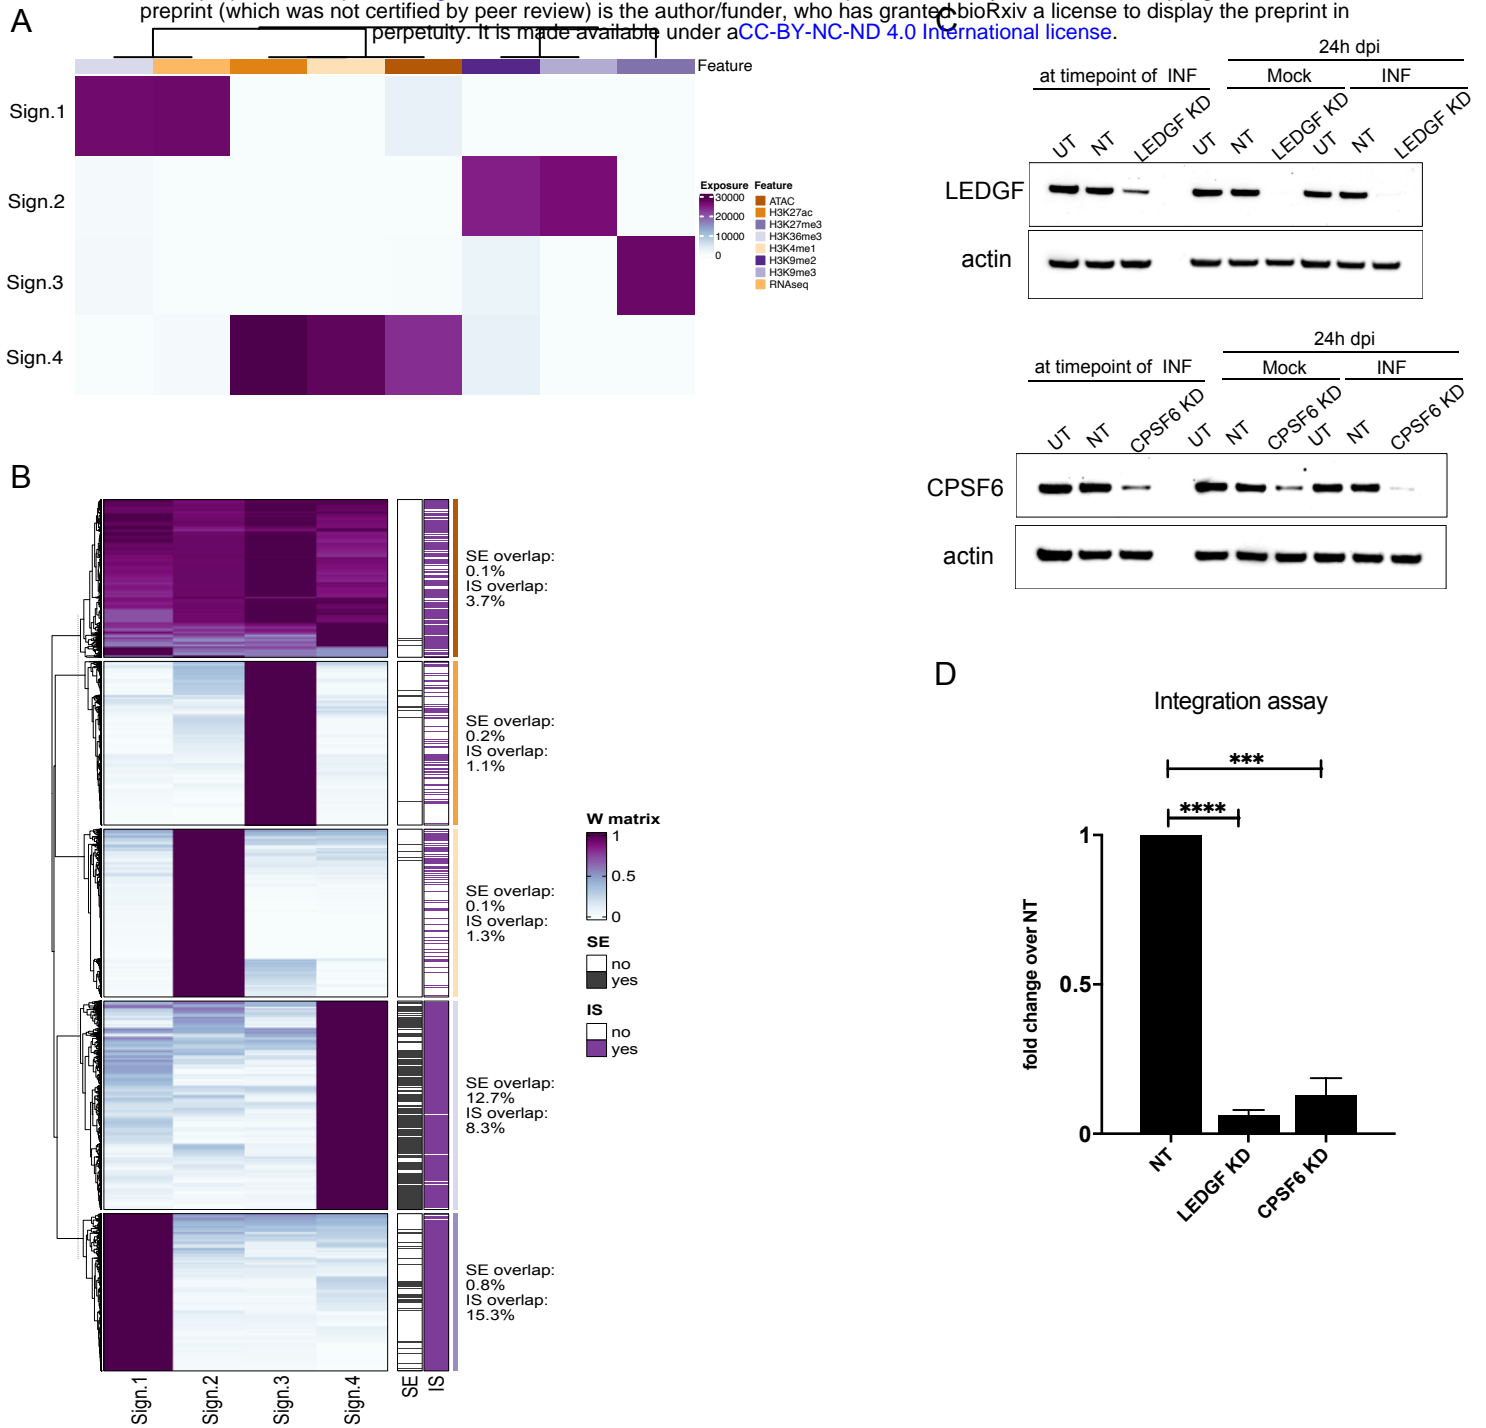 preprint (which was not certified by peer review) is the author/funder, who has granted bioRxiv a license to display the preprint in
perpetuity. It is made available under aCC-BY-NC-ND 4.0 International license.
A
Feature
Sign.1
Sign.2
Sign.3
Sign.4
Exposure
30000
20000
10000
0
Feature
ATAC
H3K27ac
H3K27me3
H3K36me3
H3K4me1
H3K9me2
H3K9me3
RNAseq
B
SE overlap:
0.1%
IS overlap:
3.7%
SE overlap:
0.2%
IS overlap:
1.1%
SE overlap:
0.1%
IS overlap:
1.3%
SE overlap:
12.7%
IS overlap:
8.3%
SE overlap:
0.8%
IS overlap:
15.3%
Sign.1
Sign.2
Sign.3
Sign.4
SE
IS
W matrix
1
0.5
0
SE
no
yes
IS
no
yes
C
24h dpi
at timepoint of INF
Mock
INF
UT
NT
LEDGF KD
UT
NT
LEDGF KD
UT
NT
LEDGF KD
LEDGF
actin
24h dpi
at timepoint of INF
Mock
INF
UT
NT
CPSF6 KD
UT
NT
CPSF6 KD
UT
NT
CPSF6 KD
CPSF6
actin
D
Integration assay
***
****
fold change over NT
1
0.5
0
NT
LEDGF KD
CPSF6 KD